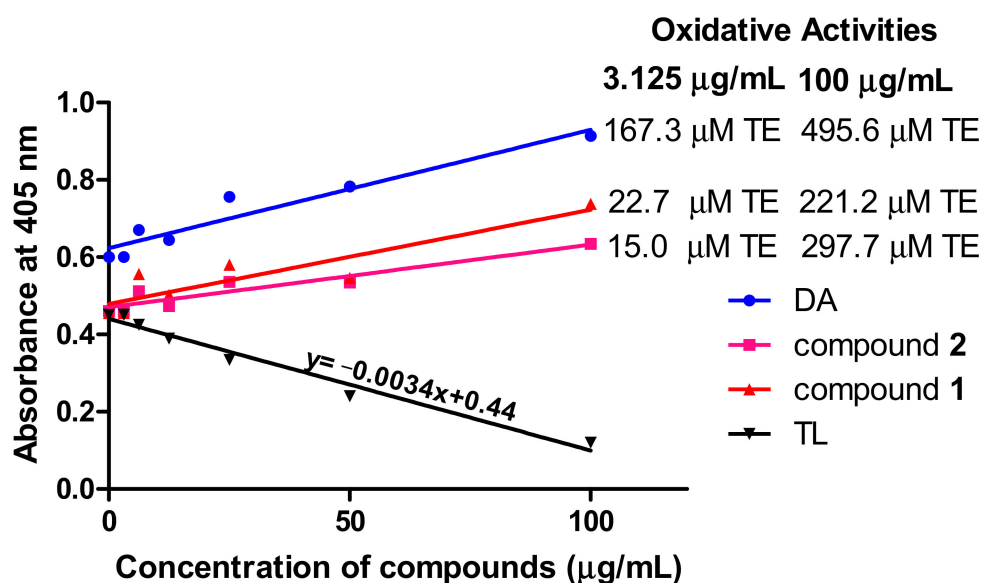 Oxidative Activities
3.125 μg/mL 100 μg/mL
167.3 μM TE 495.6 μM TE
22.7 μM TE 221.2 μM TE
15.0 μM TE 297.7 μM TE
Absorbance at 405 nm
1.0
0.8
0.6
0.4
0.2
0.0
y= −0.0034x+0.44
DA
compound 2
compound 1
TL
0 50 100
Concentration of compounds (μg/mL)